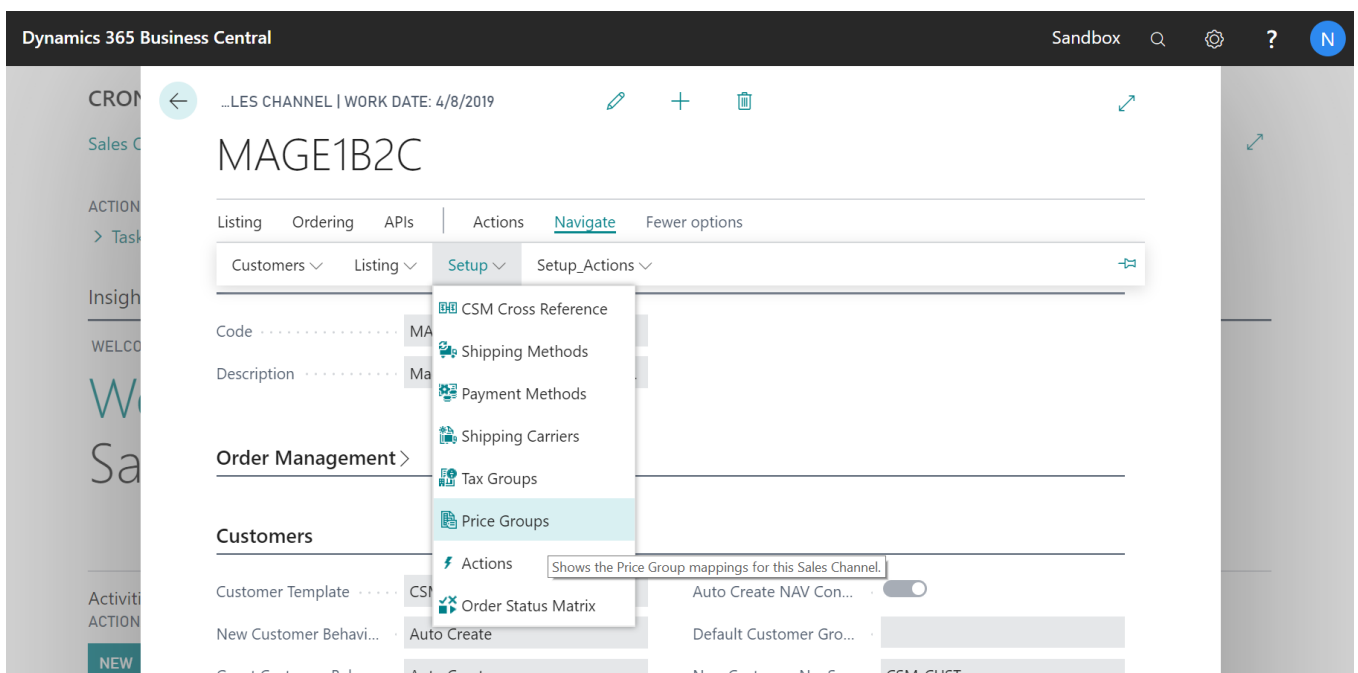 Dynamics 365 Business Central
Sandbox
?
N
CRON
...LES CHANNEL | WORK DATE: 4/8/2019
Sales C
MAGE1B2C
ACTION
> Task
Listing Ordering APIs Actions Navigate Fewer options
Customers Listing Setup Setup_Actions
Insigh
CSM Cross Reference
Code MA
WELCO
Shipping Methods
Description Ma
We
Payment Methods
Sa
Shipping Carriers
Order Management
Tax Groups
Price Groups
Customers
Actions
Shows the Price Group mappings for this Sales Channel.
Customer Template CSM
Auto Create NAV Con...
Order Status Matrix
Activiti
ACTION
New Customer Behavi... Auto Create
Default Customer Gro...
NEW